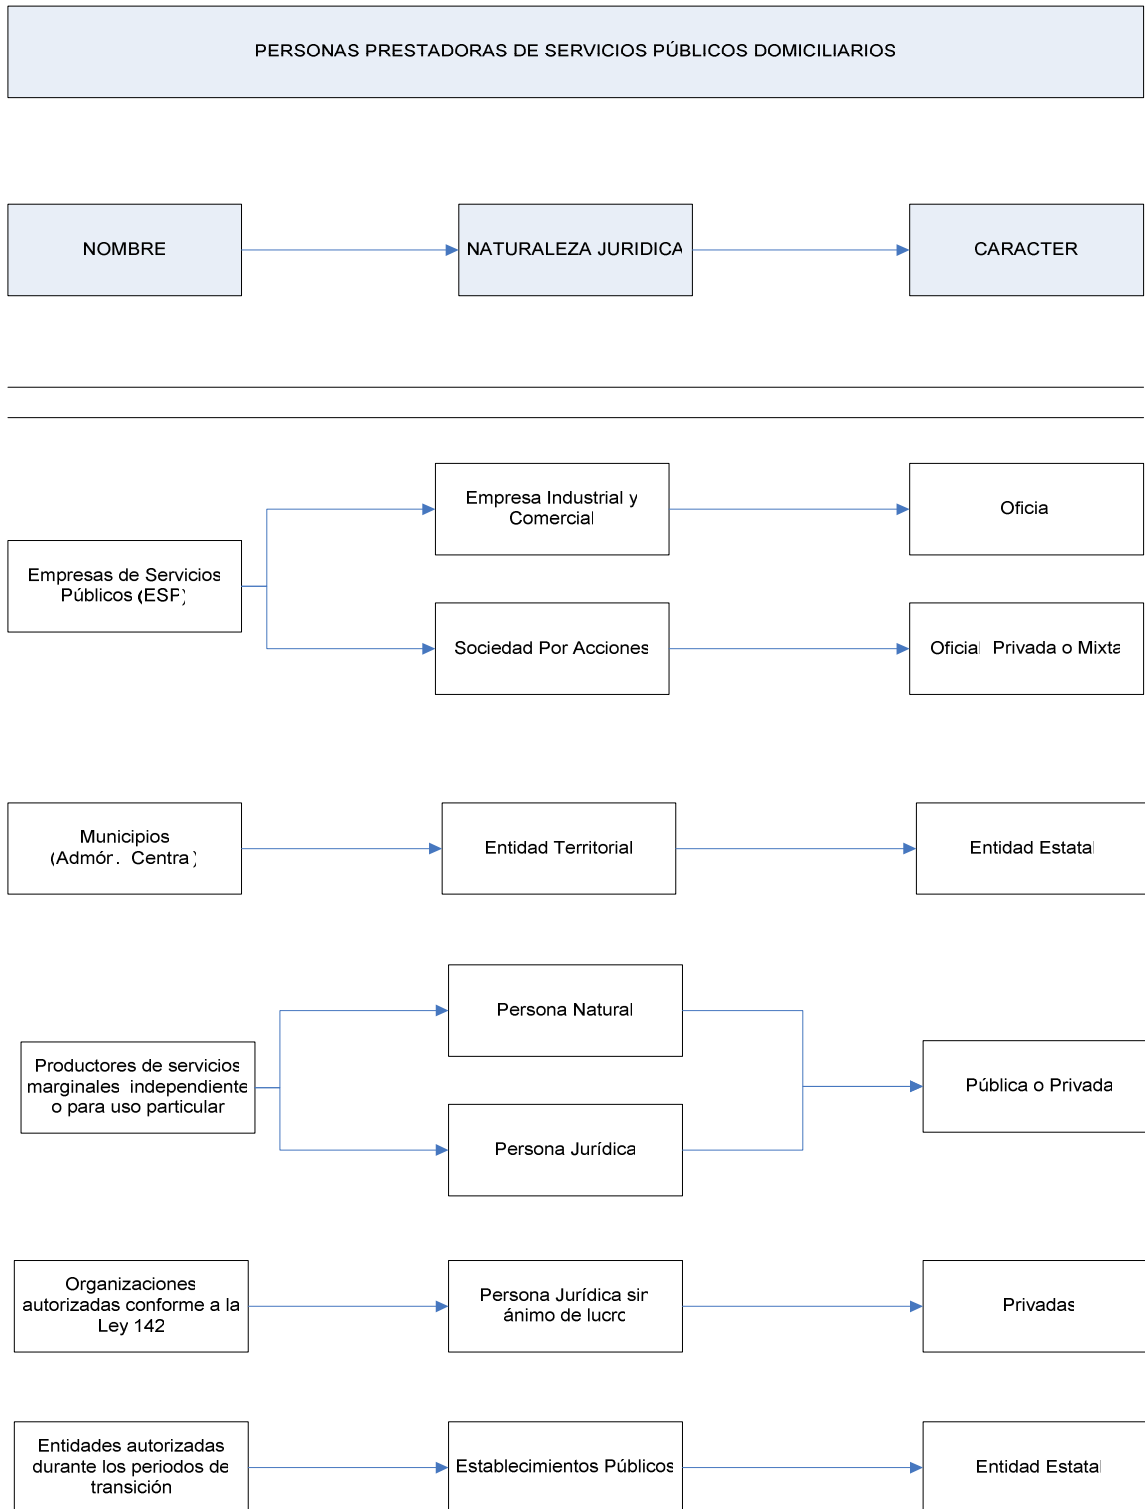 PERSONAS PRESTADORAS DE SERVICIOS PÚBLICOS DOMICILIARIOS
NOMBRE
NATURALEZA JURIDICA
CARACTER
Empresas de Servicios
Públicos (ESP)
Empresa Industrial y
Comercial
Oficia
Sociedad Por Acciones
Oficial Privada o Mixta
Municipios
(Admón. Centra)
Entidad Territorial
Entidad Estatal
Productores de servicios
marginales independiente
o para uso particular
Persona Natural
Persona Jurídica
Pública o Privada
Organizaciones
autorizadas conforme a la
Ley 142
Persona Jurídica sin
ánimo de lucro
Privadas
Entidades autorizadas
durante los periodos de
transición
Establecimientos Públicos
Entidad Estatal